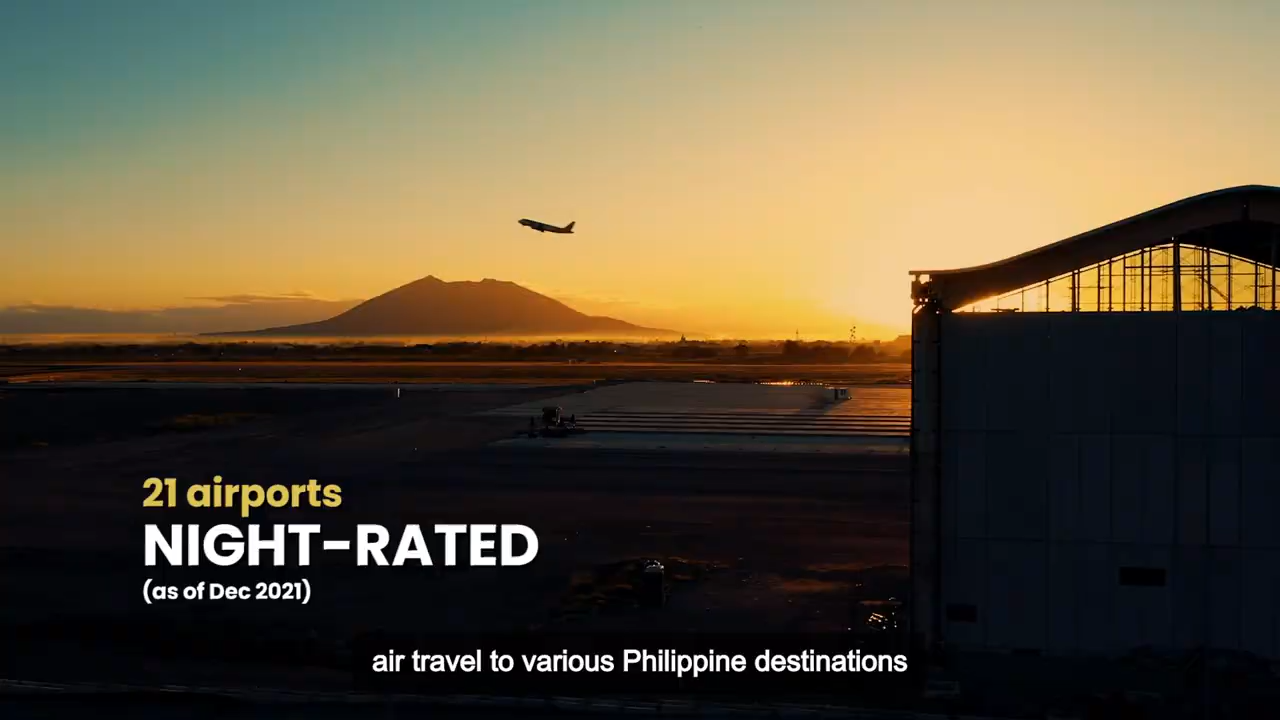 21 airports
NIGHT-RATED
(as of Dec 2021)
air travel to various Philippine destinations